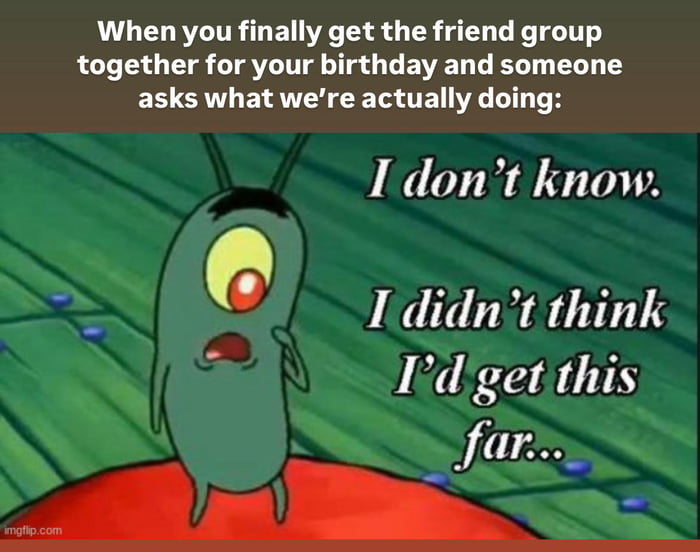 When you finally get the friend group
together for your birthday and someone
asks what we’re actually doing:
I don’t know.
I didn’t think
I’d get this
far...
imgflip.com